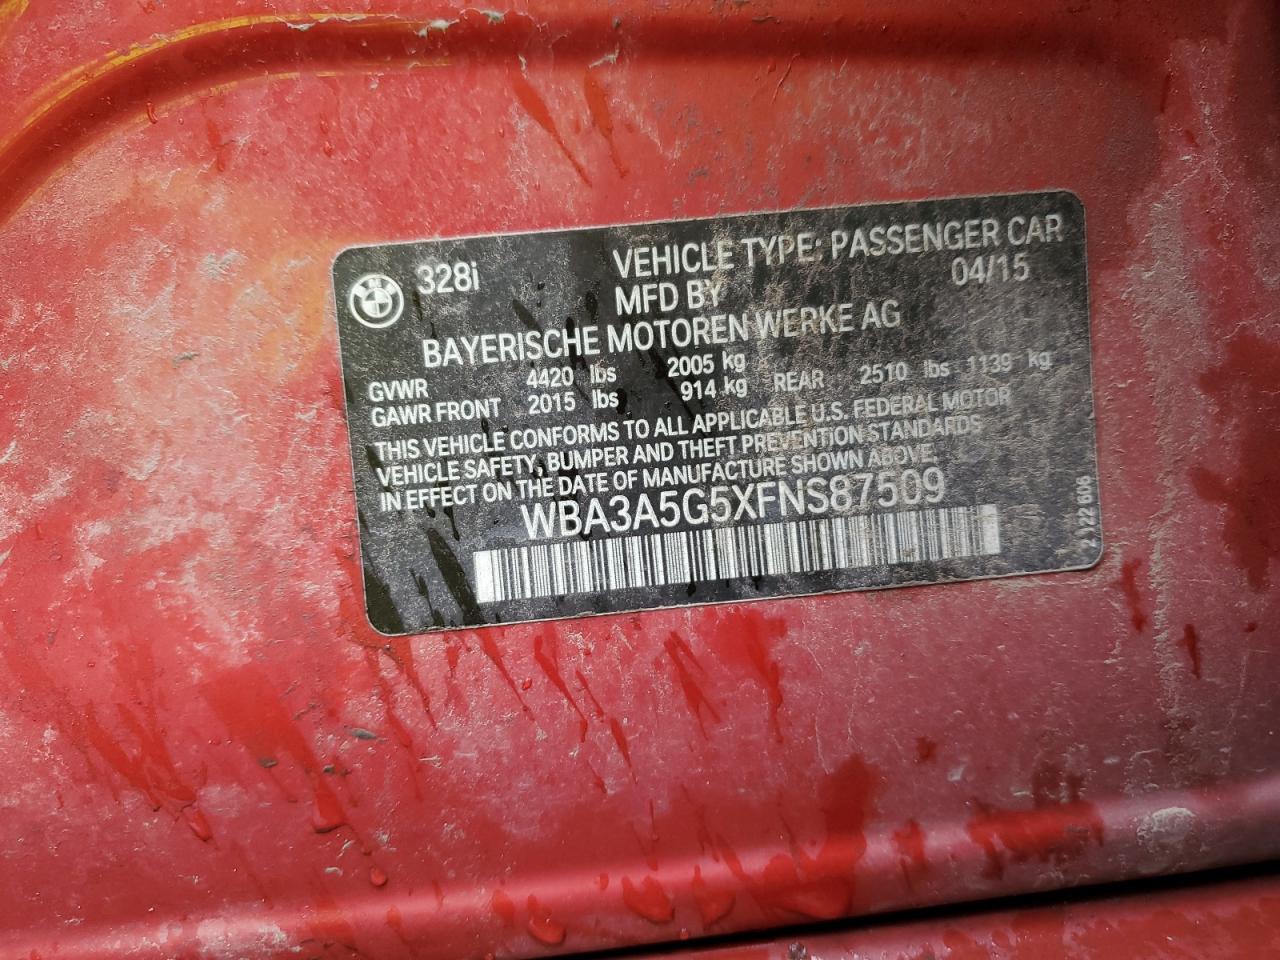 328i VEHICLE TYPE: PASSENGER CAR
MFD BY 04/15
BAYERISCHE MOTOREN WERKE AG
GVWR 4420 lbs 2005 kg
GAWR FRONT 2015 lbs 914 kg REAR 2510 lbs 1139 kg
THIS VEHICLE CONFORMS TO ALL APPLICABLE U.S. FEDERAL MOTOR
VEHICLE SAFETY, BUMPER AND THEFT PREVENTION STANDARDS
IN EFFECT ON THE DATE OF MANUFACTURE SHOWN ABOVE.
WBA3A5G5XFNS87509